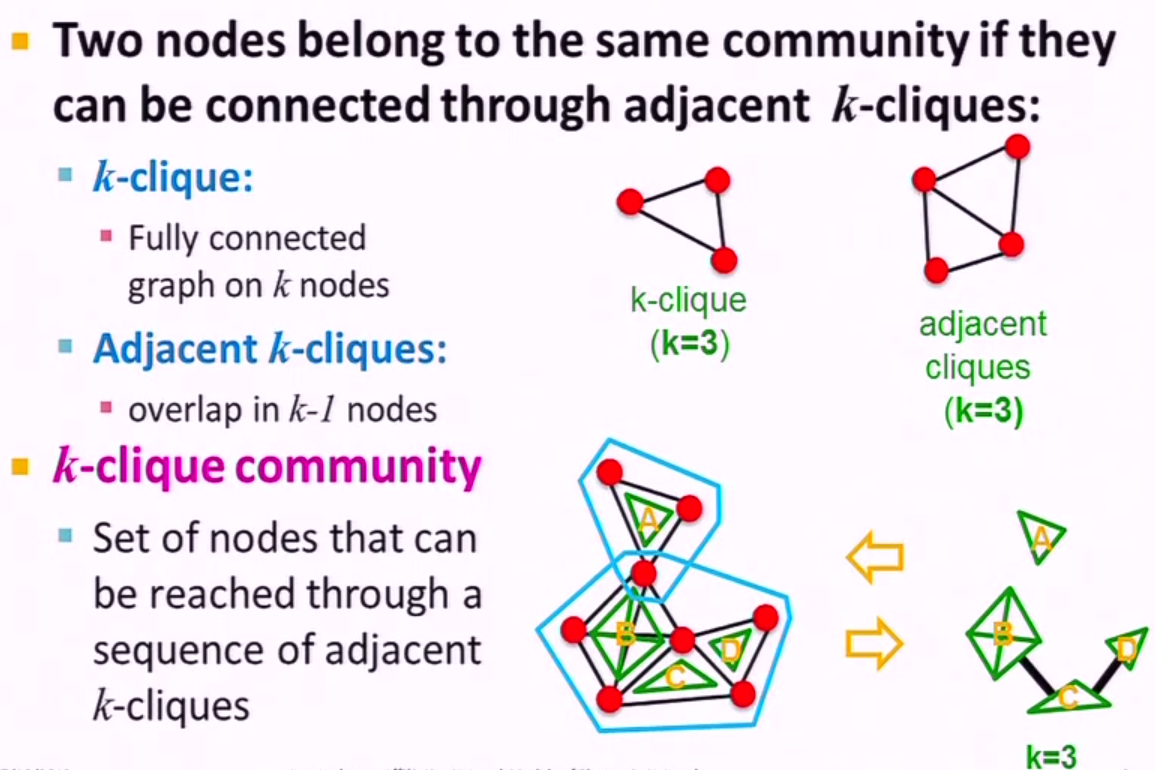 Two nodes belong to the same community if they
can be connected through adjacent k-cliques:
k-clique:
Fully connected
graph on k nodes
k-clique
(k=3)
adjacent
cliques
(k=3)
Adjacent k-cliques:
overlap in k-1 nodes
k-clique community
Set of nodes that can
be reached through a
sequence of adjacent
k-cliques
A
B
C
D
A
B
C
D
k=3